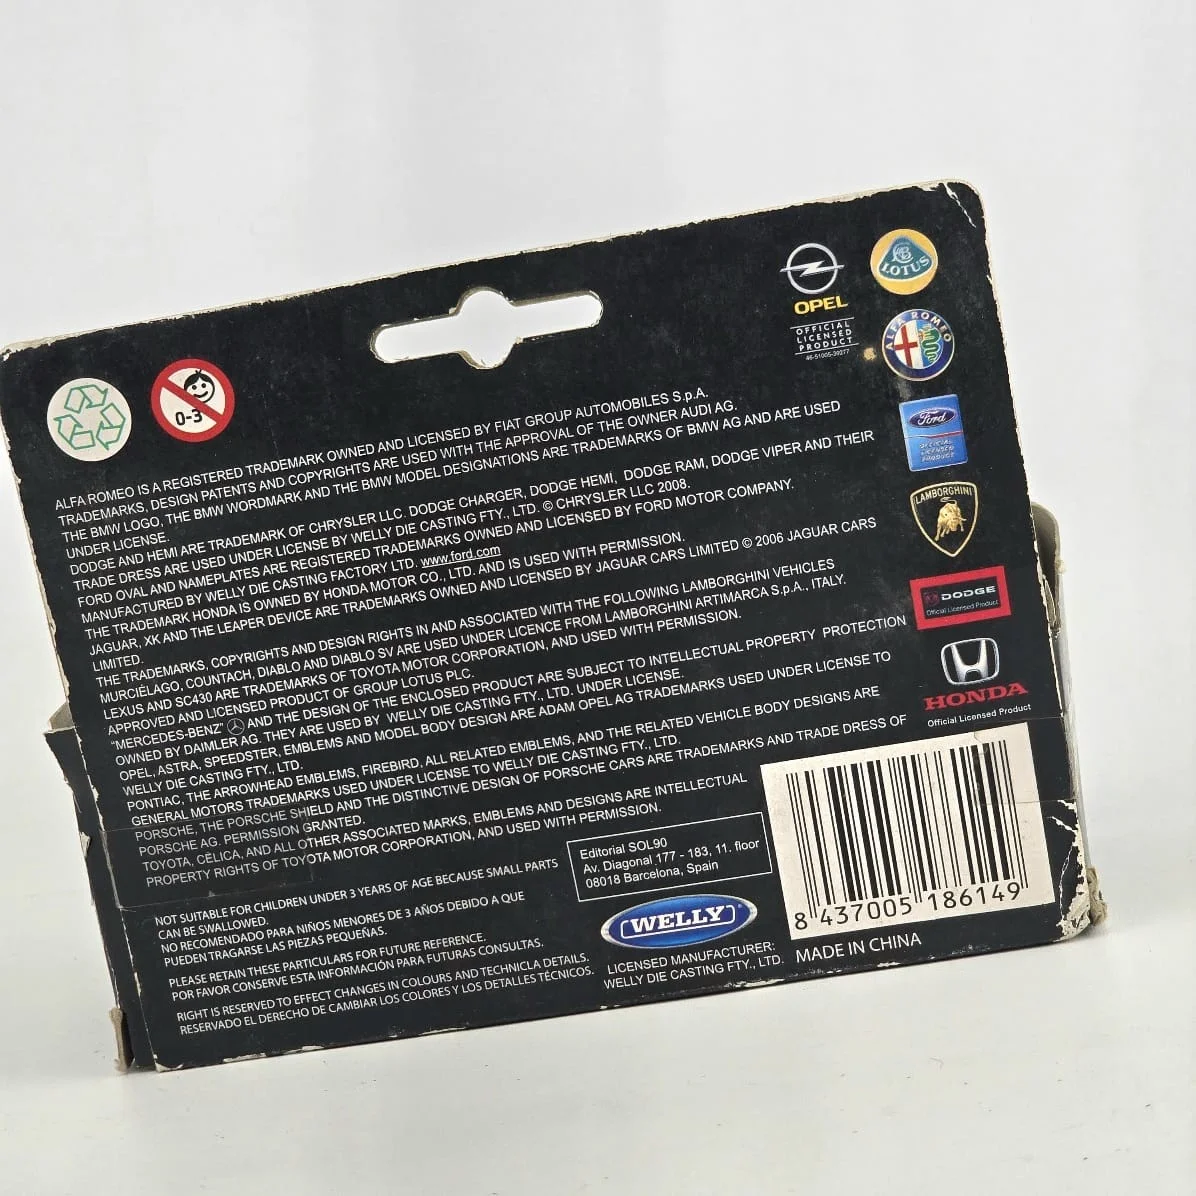 OPEL
OFFICIAL
LICENSED
PRODUCT
46-51005-39277
LOTUS
ALFA ROMEO
Ford
OFFICIAL
LICENSED
PRODUCT
LAMBORGHINI
DODGE
Official Licensed Product
HONDA
Official Licensed Product
0-3
ALFA ROMEO IS A REGISTERED TRADEMARK OWNED AND LICENSED BY FIAT GROUP AUTOMOBILES S.p.A.
TRADEMARKS, DESIGN PATENTS AND COPYRIGHTS ARE USED WITH THE APPROVAL OF THE OWNER AUDI AG.
THE BMW LOGO, THE BMW WORDMARK AND THE BMW MODEL DESIGNATIONS ARE TRADEMARKS OF BMW AG AND ARE USED
UNDER LICENSE.
DODGE AND HEMI ARE TRADEMARK OF CHRYSLER LLC. DODGE CHARGER, DODGE HEMI, DODGE RAM, DODGE VIPER AND THEIR
TRADE DRESS ARE USED UNDER LICENSE BY WELLY DIE CASTING FTY., LTD. © CHRYSLER LLC 2008.
FORD OVAL AND NAMEPLATES ARE REGISTERED TRADEMARKS OWNED AND LICENSED BY FORD MOTOR COMPANY.
MANUFACTURED BY WELLY DIE CASTING FACTORY LTD. www.ford.com
THE TRADEMARK HONDA IS OWNED BY HONDA MOTOR CO., LTD. AND IS USED WITH PERMISSION.
JAGUAR, XK AND THE LEAPER DEVICE ARE TRADEMARKS OWNED AND LICENSED BY JAGUAR CARS LIMITED © 2006 JAGUAR CARS
LIMITED.
THE TRADEMARKS, COPYRIGHTS AND DESIGN RIGHTS IN AND ASSOCIATED WITH THE FOLLOWING LAMBORGHINI VEHICLES
MURCIÉLAGO, COUNTACH, DIABLO AND DIABLO SV ARE USED UNDER LICENCE FROM LAMBORGHINI ARTIMARCA S.p.A., ITALY.
LEXUS AND SC430 ARE TRADEMARKS OF TOYOTA MOTOR CORPORATION, AND USED WITH PERMISSION.
APPROVED AND LICENSED PRODUCT OF GROUP LOTUS PLC.
"MERCEDES-BENZ" AND THE DESIGN OF THE ENCLOSED PRODUCT ARE SUBJECT TO INTELLECTUAL PROPERTY PROTECTION
OWNED BY DAIMLER AG. THEY ARE USED BY WELLY DIE CASTING FTY., LTD. UNDER LICENSE.
OPEL, ASTRA, SPEEDSTER, EMBLEMS AND MODEL BODY DESIGN ARE ADAM OPEL AG TRADEMARKS USED UNDER LICENSE TO
WELLY DIE CASTING FTY., LTD.
PONTIAC, THE ARROWHEAD EMBLEMS, FIREBIRD, ALL RELATED EMBLEMS, AND THE RELATED VEHICLE BODY DESIGNS ARE
GENERAL MOTORS TRADEMARKS USED UNDER LICENSE TO WELLY DIE CASTING FTY., LTD.
PORSCHE, THE PORSCHE SHIELD AND THE DISTINCTIVE DESIGN OF PORSCHE CARS ARE TRADEMARKS AND TRADE DRESS OF
PORSCHE AG. PERMISSION GRANTED.
TOYOTA, CELICA, AND ALL OTHER ASSOCIATED MARKS, EMBLEMS AND DESIGNS ARE INTELLECTUAL
PROPERTY RIGHTS OF TOYOTA MOTOR CORPORATION, AND USED WITH PERMISSION.
NOT SUITABLE FOR CHILDREN UNDER 3 YEARS OF AGE BECAUSE SMALL PARTS
CAN BE SWALLOWED.
NO RECOMENDADO PARA NIÑOS MENORES DE 3 AÑOS DEBIDO A QUE
PUEDEN TRAGARSE LAS PIEZAS PEQUEÑAS.
PLEASE RETAIN THESE PARTICULARS FOR FUTURE REFERENCE.
POR FAVOR CONSERVE ESTA INFORMACIÓN PARA FUTURAS CONSULTAS.
RIGHT IS RESERVED TO EFFECT CHANGES IN COLOURS AND TECHNICLA DETAILS.
RESERVADO EL DERECHO DE CAMBIAR LOS COLORES Y LOS DETALLES TÉCNICOS.
Editorial SOL90
Av. Diagonal 177 - 183, 11. floor
08018 Barcelona, Spain
WELLY
LICENSED MANUFACTURER:
WELLY DIE CASTING FTY., LTD.
8 437005 186149
MADE IN CHINA